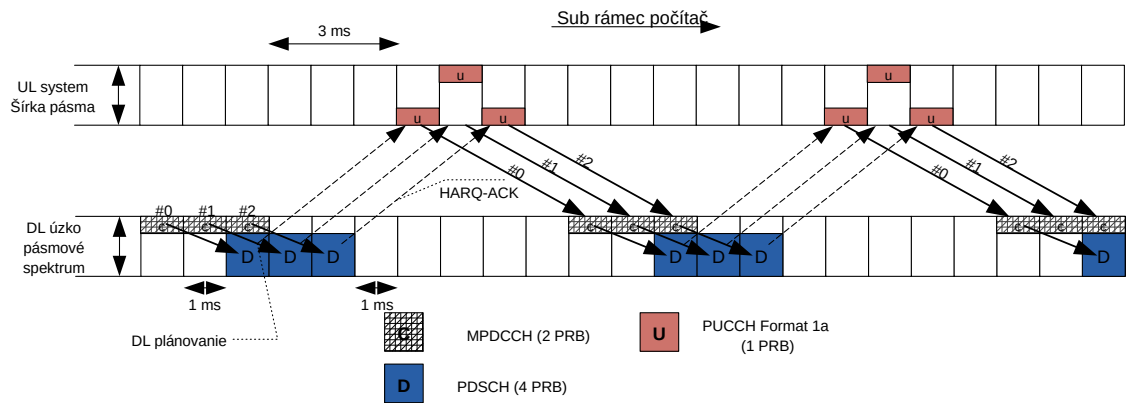 Sub rámec počítač
3 ms
UL system
Šírka pásma
u
u
u
u
u
u
#0
#1
#2
#0
#1
#2
HARQ-ACK
#0
#1
#2
DL úzko
pásmové
spektrum
C
C
C
C
C
C
C
C
C
D
D
D
D
D
D
D
1 ms
1 ms
DL plánovanie
C
MPDCCH (2 PRB)
U
PUCCH Format 1a
(1 PRB)
D
PDSCH (4 PRB)